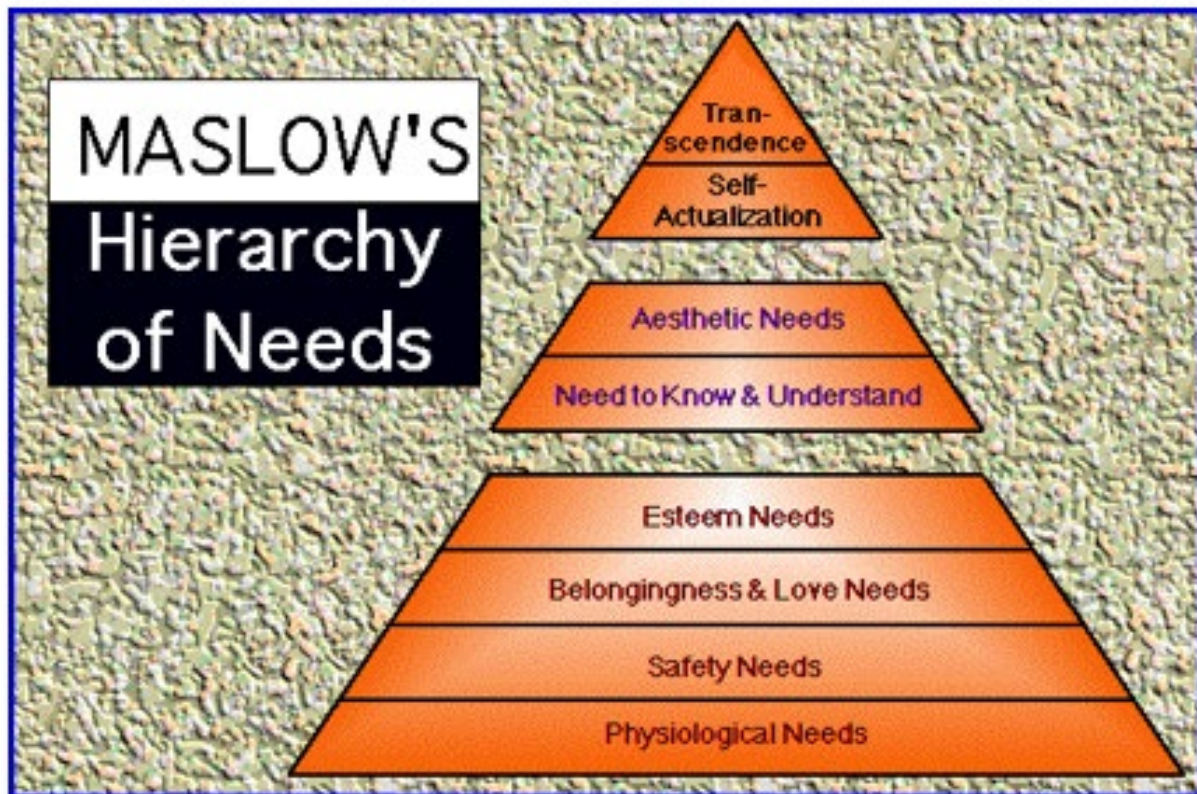 MASLOW'S
Hierarchy
of Needs
Tran-
scendence
Self-
Actualization
Aesthetic Needs
Need to Know & Understand
Esteem Needs
Belongingness & Love Needs
Safety Needs
Physiological Needs